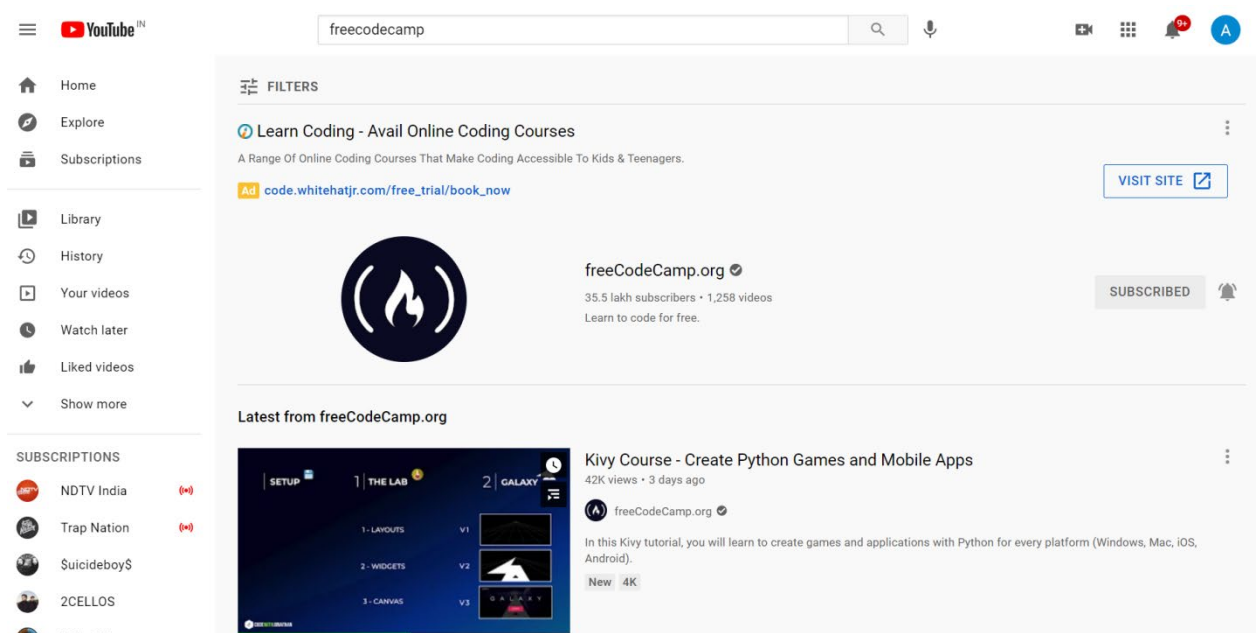 YouTube IN
freecodecamp
9+
A
Home
Explore
Subscriptions
Library
History
Your videos
Watch later
Liked videos
Show more
SUBSCRIPTIONS
NDTV India
Trap Nation
$uicideboy$
2CELLOS
FILTERS
Learn Coding - Avail Online Coding Courses
A Range Of Online Coding Courses That Make Coding Accessible To Kids & Teenagers.
Ad code.whitehatjr.com/free_trial/book_now
VISIT SITE
freeCodeCamp.org
35.5 lakh subscribers • 1,258 videos
Learn to code for free.
SUBSCRIBED
Latest from freeCodeCamp.org
SETUP 1 THE LAB 2 GALAXY
1 - LAYOUTS V1
2 - WIDGETS V2
3 - CANVAS V3 GALAXY
Kivy Course - Create Python Games and Mobile Apps
42K views • 3 days ago
freeCodeCamp.org
In this Kivy tutorial, you will learn to create games and applications with Python for every platform (Windows, Mac, iOS,
Android).
New 4K